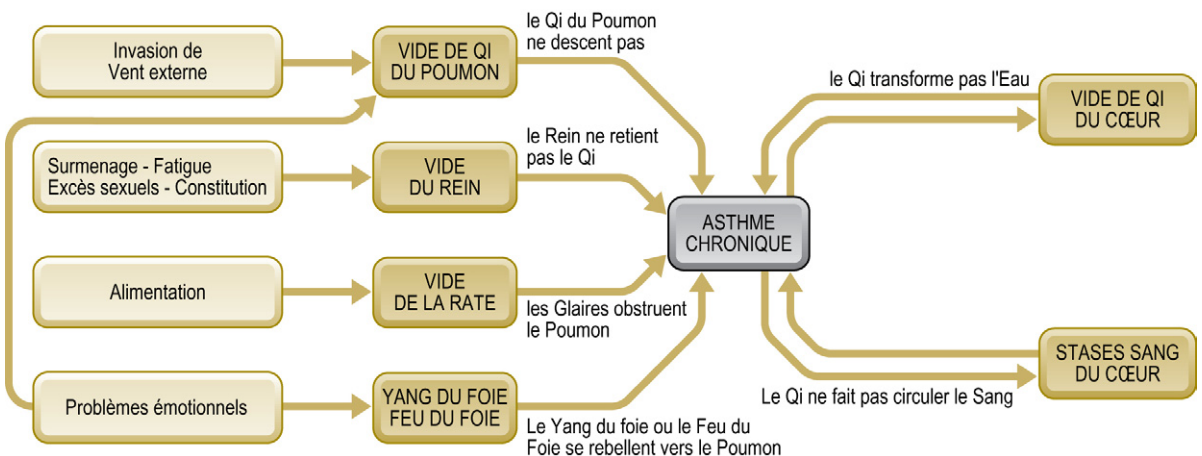 Invasion de
Vent externe
VIDE DE QI
DU POUMON
le Qi du Poumon
ne descent pas
Surmenage - Fatigue
Excès sexuels - Constitution
VIDE
DU REIN
le Rein ne retient
pas le Qi
Alimentation
VIDE
DE LA RATE
les Glaires obstruent
le Poumon
Problèmes émotionnels
YANG DU FOIE
FEU DU FOIE
Le Yang du foie ou le Feu du
Foie se rebellent vers le Poumon
ASTHME
CHRONIQUE
le Qi transforme pas l'Eau
VIDE DE QI
DU CŒUR
STASES SANG
DU CŒUR
Le Qi ne fait pas circuler le Sang